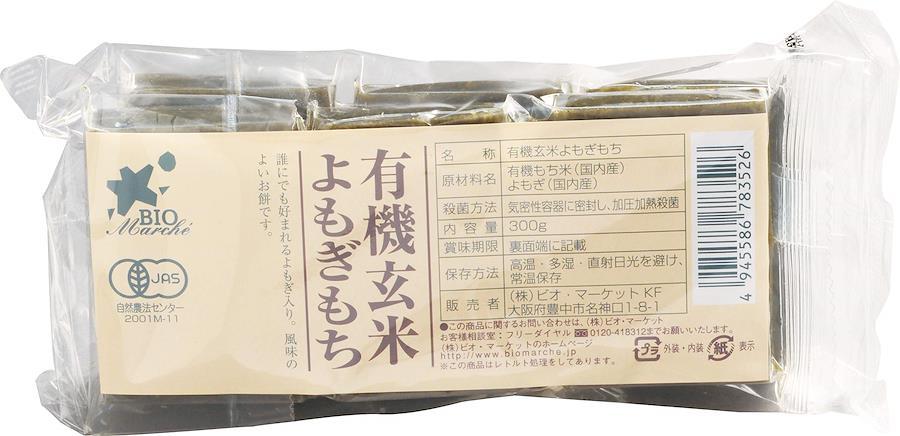 BIO
Marché
JAS
自然農法センター
2001M-11
有機玄米
よもぎもち
誰にでも好まれるよもぎ入り。風味の
よいお餅です。
名 称 有機玄米よもぎもち
原材料名 有機もち米(国内産)
よもぎ(国内産)
殺菌方法 気密性容器に密封し、加圧加熱殺菌
内 容 量 300g
賞味期限 裏面端に記載
保存方法 高温・多湿・直射日光を避け、
常温保存
販 売 者 (株)ビオ・マーケットKF
大阪府豊中市名神口1-8-1
●この商品に関するお問い合わせは、(株)ビオ・マーケット
お客様相談室:フリーダイヤル 0120-418312までお願いいたします。
(株)ビオ・マーケットのホームページ
http://www.biomarche.jp
※この商品はレトルト処理をしてあります。
プラ 外装・内装 紙 表示
4 945586 783526